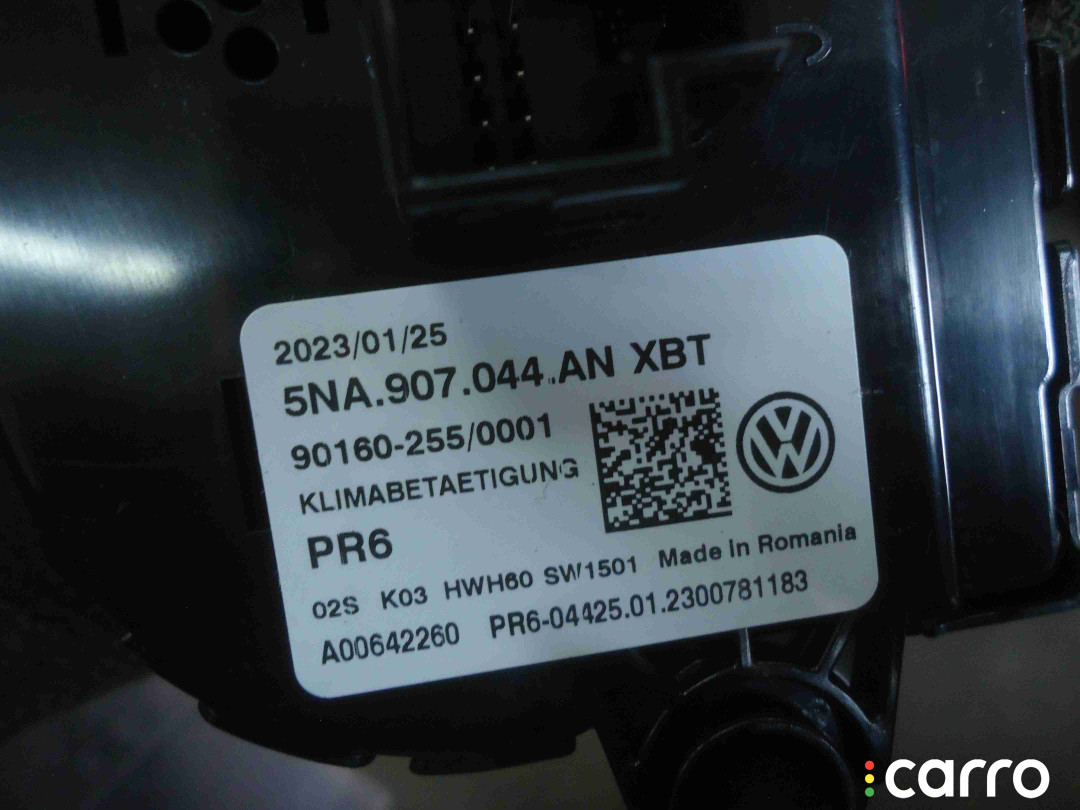 2023/01/25
5NA.907.044.AN XBT
90160-255/0001
KLIMABETAETIGUNG
PR6
02S K03 HWH60 SW1501 Made in Romania
A00642260 PR6-04425.01.2300781183
carro